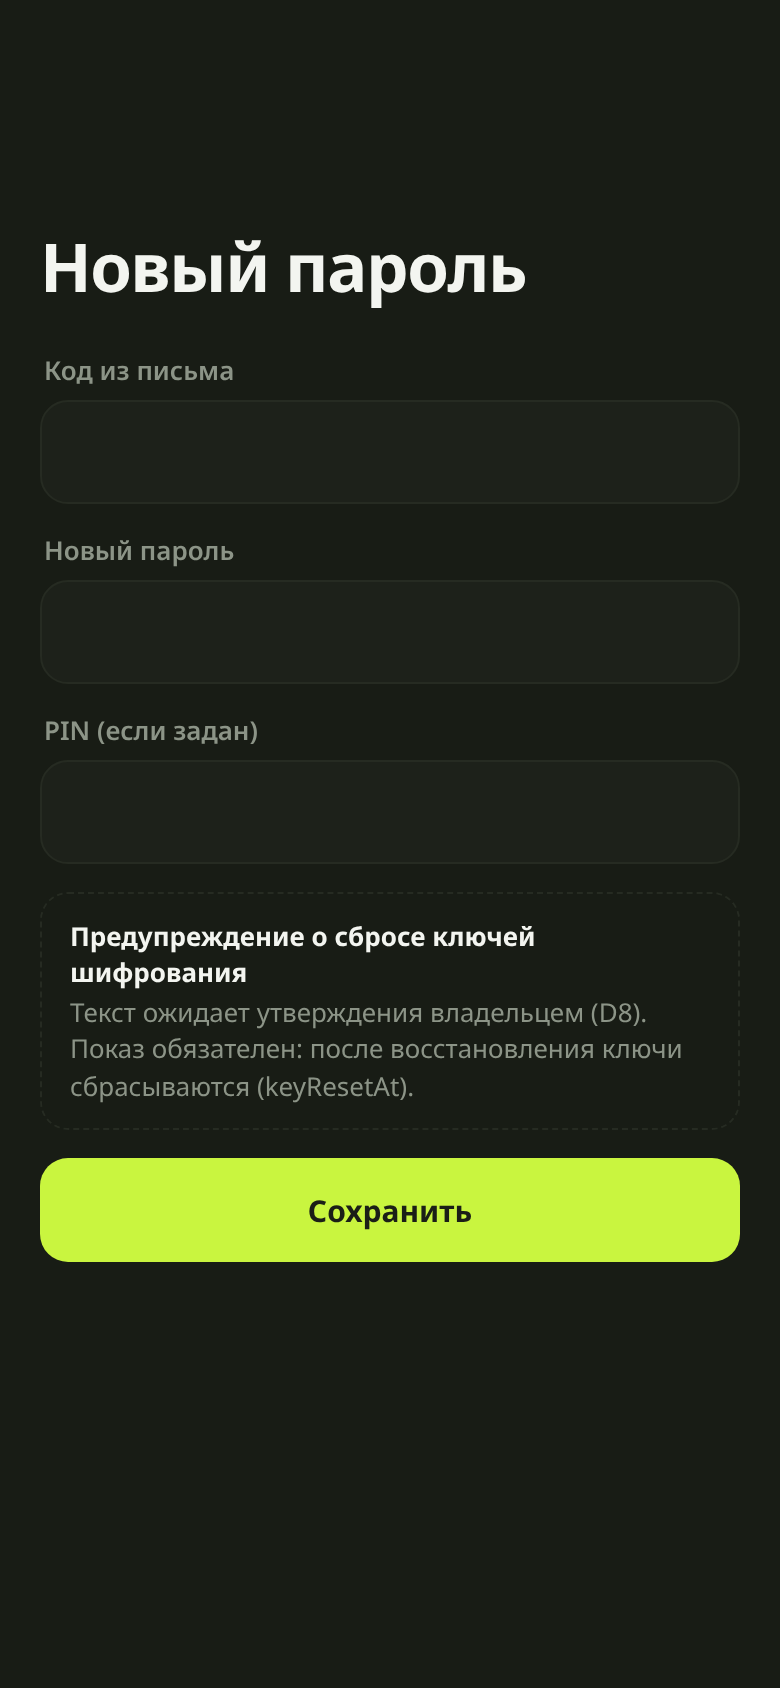 Новый пароль
Код из письма
Новый пароль
PIN (если задан)
Предупреждение о сбросе ключей
шифрования
Текст ожидает утверждения владельцем (D8).
Показ обязателен: после восстановления ключи
сбрасываются (keyResetAt).
Сохранить